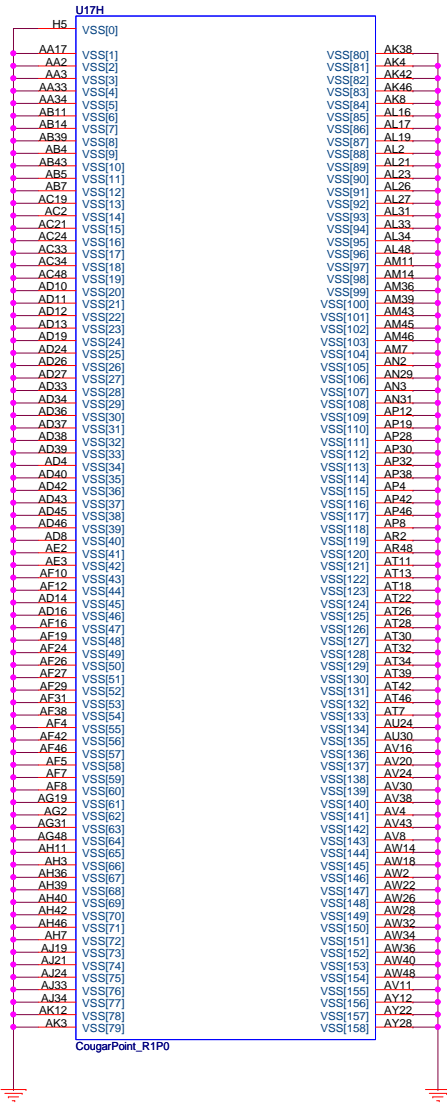 U17H
H5 VSS[0]
AA17 VSS[1]
AA2 VSS[2]
AA3 VSS[3]
AA33 VSS[4]
AA34 VSS[5]
AB11 VSS[6]
AB14 VSS[7]
AB39 VSS[8]
AB4 VSS[9]
AB43 VSS[10]
AB5 VSS[11]
AB7 VSS[12]
AC19 VSS[13]
AC2 VSS[14]
AC21 VSS[15]
AC24 VSS[16]
AC33 VSS[17]
AC34 VSS[18]
AC48 VSS[19]
AD10 VSS[20]
AD11 VSS[21]
AD12 VSS[22]
AD13 VSS[23]
AD19 VSS[24]
AD24 VSS[25]
AD26 VSS[26]
AD27 VSS[27]
AD33 VSS[28]
AD34 VSS[29]
AD36 VSS[30]
AD37 VSS[31]
AD38 VSS[32]
AD39 VSS[33]
AD4 VSS[34]
AD40 VSS[35]
AD42 VSS[36]
AD43 VSS[37]
AD45 VSS[38]
AD46 VSS[39]
AD8 VSS[40]
AE2 VSS[41]
AE3 VSS[42]
AF10 VSS[43]
AF12 VSS[44]
AD14 VSS[45]
AD16 VSS[46]
AF16 VSS[47]
AF19 VSS[48]
AF24 VSS[49]
AF26 VSS[50]
AF27 VSS[51]
AF29 VSS[52]
AF31 VSS[53]
AF38 VSS[54]
AF4 VSS[55]
AF42 VSS[56]
AF46 VSS[57]
AF5 VSS[58]
AF7 VSS[59]
AF8 VSS[60]
AG19 VSS[61]
AG2 VSS[62]
AG31 VSS[63]
AG48 VSS[64]
AH11 VSS[65]
AH3 VSS[66]
AH36 VSS[67]
AH39 VSS[68]
AH40 VSS[69]
AH42 VSS[70]
AH46 VSS[71]
AH7 VSS[72]
AJ19 VSS[73]
AJ21 VSS[74]
AJ24 VSS[75]
AJ33 VSS[76]
AJ34 VSS[77]
AK12 VSS[78]
AK3 VSS[79]
VSS[80] AK38
VSS[81] AK4
VSS[82] AK42
VSS[83] AK46
VSS[84] AK8
VSS[85] AL16
VSS[86] AL17
VSS[87] AL19
VSS[88] AL2
VSS[89] AL21
VSS[90] AL23
VSS[91] AL26
VSS[92] AL27
VSS[93] AL31
VSS[94] AL33
VSS[95] AL34
VSS[96] AL48
VSS[97] AM11
VSS[98] AM14
VSS[99] AM36
VSS[100] AM39
VSS[101] AM43
VSS[102] AM45
VSS[103] AM46
VSS[104] AM7
VSS[105] AN2
VSS[106] AN29
VSS[107] AN3
VSS[108] AN31
VSS[109] AP12
VSS[110] AP19
VSS[111] AP28
VSS[112] AP30
VSS[113] AP32
VSS[114] AP38
VSS[115] AP4
VSS[116] AP42
VSS[117] AP46
VSS[118] AP8
VSS[119] AR2
VSS[120] AR48
VSS[121] AT11
VSS[122] AT13
VSS[123] AT18
VSS[124] AT22
VSS[125] AT26
VSS[126] AT28
VSS[127] AT30
VSS[128] AT32
VSS[129] AT34
VSS[130] AT39
VSS[131] AT42
VSS[132] AT46
VSS[133] AT7
VSS[134] AU24
VSS[135] AU30
VSS[136] AV16
VSS[137] AV20
VSS[138] AV24
VSS[139] AV30
VSS[140] AV38
VSS[141] AV4
VSS[142] AV43
VSS[143] AV8
VSS[144] AW14
VSS[145] AW18
VSS[146] AW2
VSS[147] AW22
VSS[148] AW26
VSS[149] AW28
VSS[150] AW32
VSS[151] AW34
VSS[152] AW36
VSS[153] AW40
VSS[154] AW48
VSS[155] AV11
VSS[156] AY12
VSS[157] AY22
VSS[158] AY28
CougarPoint_R1P0